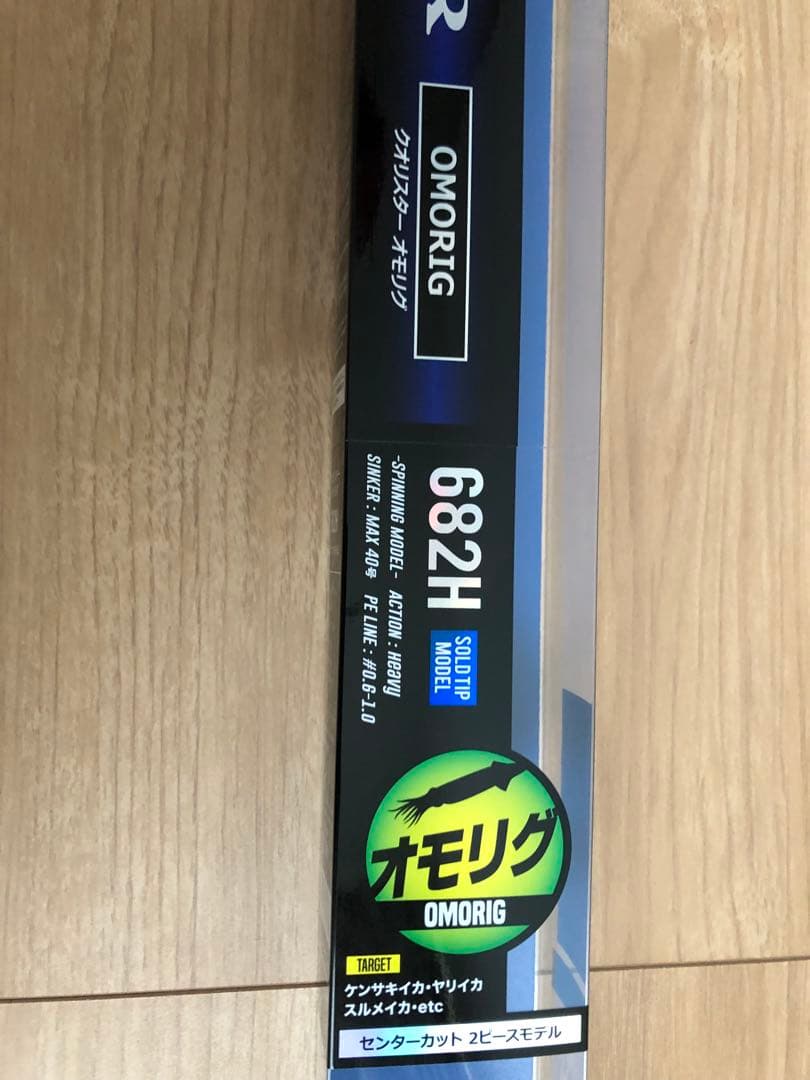 R
OMORIG
クオリスター オモリグ
682H
SOLD TIP
MODEL
-SPINNING MODEL- ACTION : Heavy
SINKER : MAX 40号 PE LINE : #0.6-1.0
オモリグ
OMORIG
TARGET
ケンサキイカ・ヤリイカ
スルメイカ・etc
センターカット 2ピースモデル